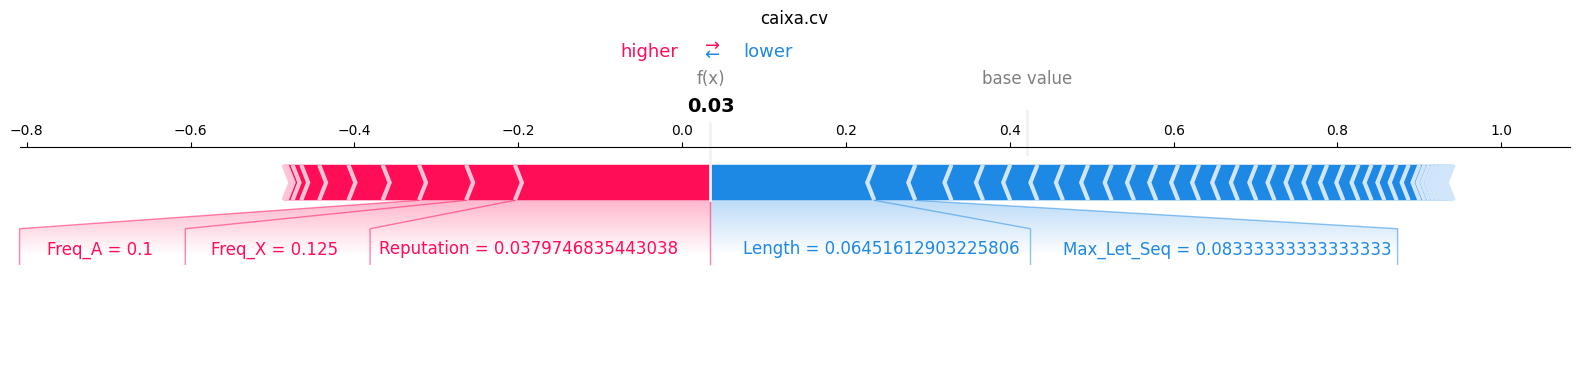 caixa.cv
higher ⇄ lower
f(x) base value
0.03
−0.8 −0.6 −0.4 −0.2 0.0 0.2 0.4 0.6 0.8 1.0
Freq_A = 0.1 Freq_X = 0.125 Reputation = 0.0379746835443038 Length = 0.06451612903225806 Max_Let_Seq = 0.08333333333333333